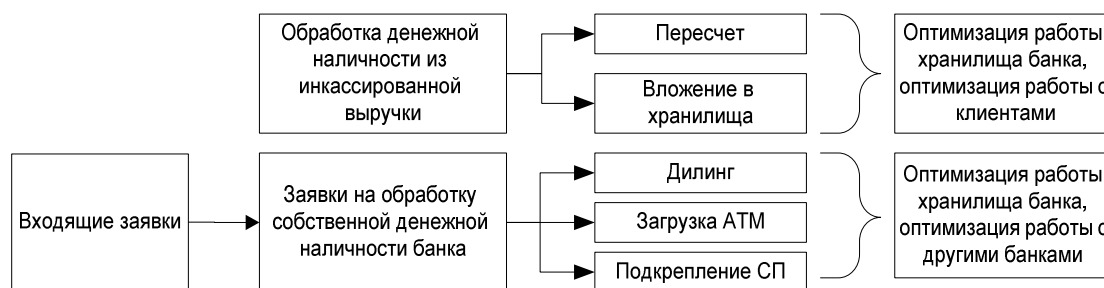 Обработка денежной
наличности из
инкассированной
выручки
Пересчет
Вложение в
хранилища
Оптимизация работы
хранилища банка,
оптимизация работы с
клиентами
Входящие заявки
Заявки на обработку
собственной денежной
наличности банка
Дилинг
Загрузка АТМ
Подкрепление СП
Оптимизация работы
хранилища банка,
оптимизация работы с
другими банками